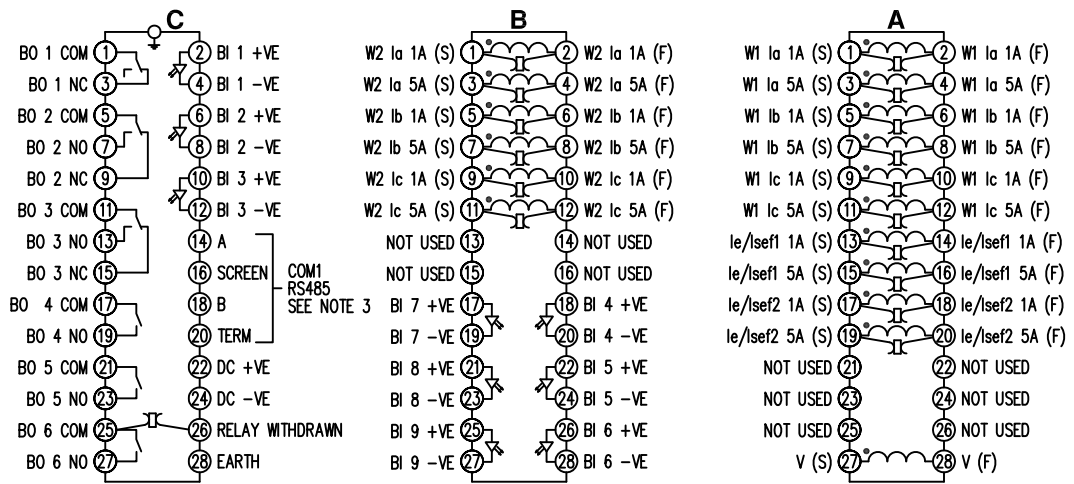 C
BO 1 COM 1 2 BI 1 +VE
BO 1 NC 3 4 BI 1 -VE
BO 2 COM 5 6 BI 2 +VE
BO 2 NO 7 8 BI 2 -VE
BO 2 NC 9 10 BI 3 +VE
BO 3 COM 11 12 BI 3 -VE
BO 3 NO 13 14 A
BO 3 NC 15 16 SCREEN
BO 4 COM 17 18 B
BO 4 NO 19 20 TERM
COM1
RS485
SEE NOTE 3
BO 5 COM 21 22 DC +VE
BO 5 NO 23 24 DC -VE
BO 6 COM 25 26 RELAY WITHDRAWN
BO 6 NO 27 28 EARTH
B
W2 Ia 1A (S) 1 2 W2 Ia 1A (F)
W2 Ia 5A (S) 3 4 W2 Ia 5A (F)
W2 Ib 1A (S) 5 6 W2 Ib 1A (F)
W2 Ib 5A (S) 7 8 W2 Ib 5A (F)
W2 Ic 1A (S) 9 10 W2 Ic 1A (F)
W2 Ic 5A (S) 11 12 W2 Ic 5A (F)
NOT USED 13 14 NOT USED
NOT USED 15 16 NOT USED
BI 7 +VE 17 18 BI 4 +VE
BI 7 -VE 19 20 BI 4 -VE
BI 8 +VE 21 22 BI 5 +VE
BI 8 -VE 23 24 BI 5 -VE
BI 9 +VE 25 26 BI 6 +VE
BI 9 -VE 27 28 BI 6 -VE
A
W1 Ia 1A (S) 1 2 W1 Ia 1A (F)
W1 Ia 5A (S) 3 4 W1 Ia 5A (F)
W1 Ib 1A (S) 5 6 W1 Ib 1A (F)
W1 Ib 5A (S) 7 8 W1 Ib 5A (F)
W1 Ic 1A (S) 9 10 W1 Ic 1A (F)
W1 Ic 5A (S) 11 12 W1 Ic 5A (F)
Ie/Isef1 1A (S) 13 14 Ie/Isef1 1A (F)
Ie/Isef1 5A (S) 15 16 Ie/Isef1 5A (F)
Ie/Isef2 1A (S) 17 18 Ie/Isef2 1A (F)
Ie/Isef2 5A (S) 19 20 Ie/Isef2 5A (F)
NOT USED 21 22 NOT USED
NOT USED 23 24 NOT USED
NOT USED 25 26 NOT USED
V (S) 27 28 V (F)